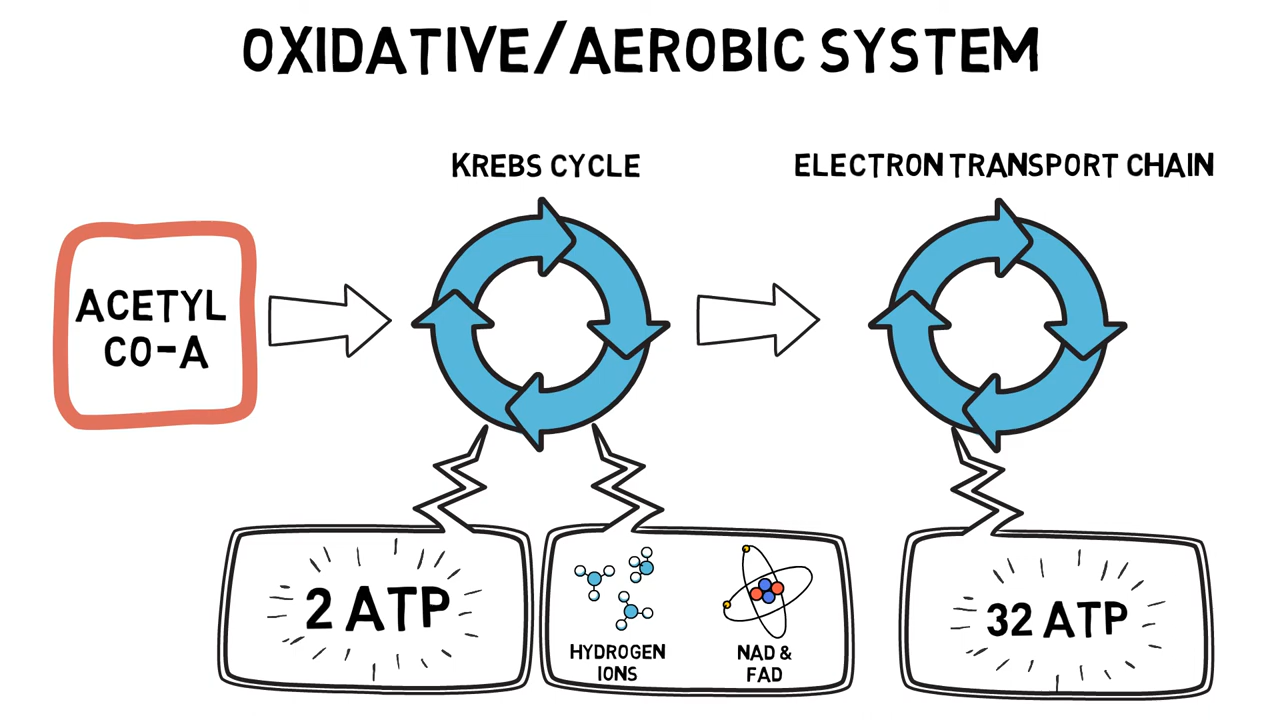 OXIDATIVE/AEROBIC SYSTEM
KREBS CYCLE
ELECTRON TRANSPORT CHAIN
ACETYL
CO-A
2 ATP
HYDROGEN
IONS
NAD &
FAD
32 ATP